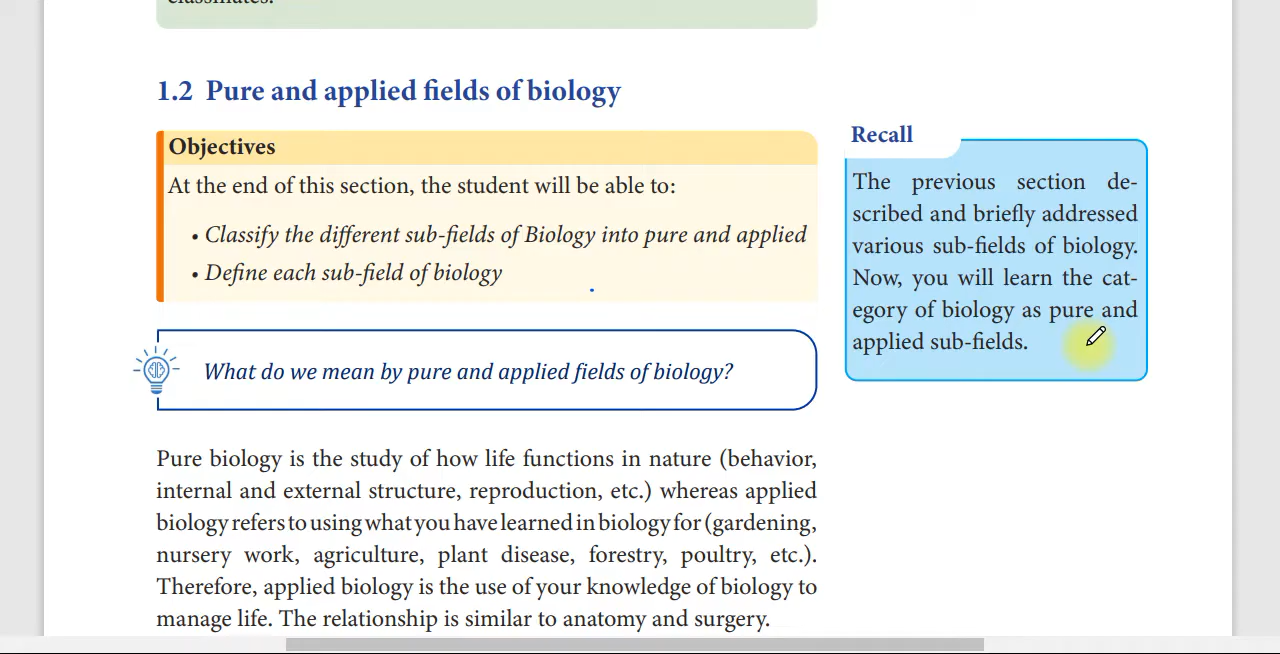 classmates.
1.2 Pure and applied fields of biology
Objectives
At the end of this section, the student will be able to:
• Classify the different sub-fields of Biology into pure and applied
• Define each sub-field of biology
What do we mean by pure and applied fields of biology?
Pure biology is the study of how life functions in nature (behavior,
internal and external structure, reproduction, etc.) whereas applied
biology refers to using what you have learned in biology for (gardening,
nursery work, agriculture, plant disease, forestry, poultry, etc.).
Therefore, applied biology is the use of your knowledge of biology to
manage life. The relationship is similar to anatomy and surgery.
Recall
The previous section de-
scribed and briefly addressed
various sub-fields of biology.
Now, you will learn the cat-
egory of biology as pure and
applied sub-fields.